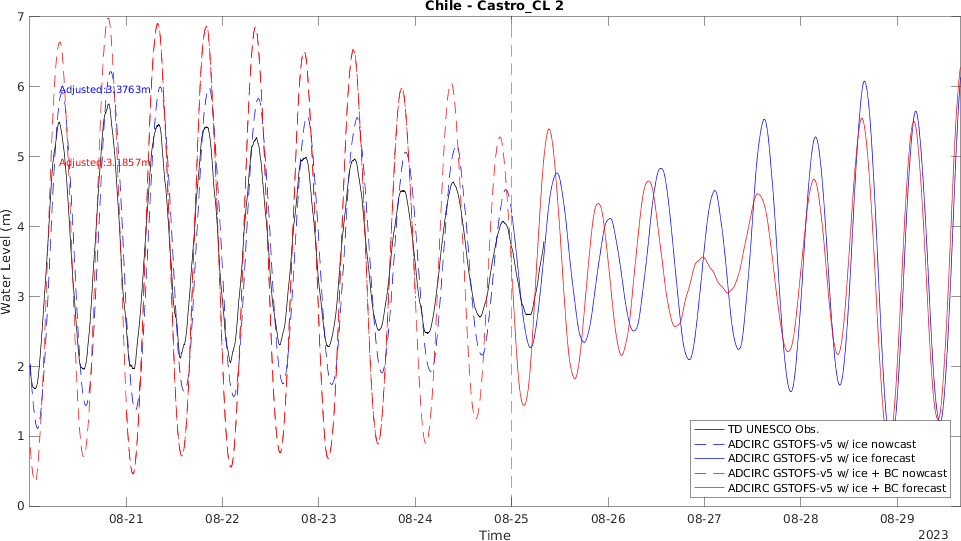 Chile - Castro_CL 2
7
6
5
4
3
2
1
0
Water Level (m)
Adjusted:3.3763m
Adjusted:3.1857m
TD UNESCO Obs.
ADCIRC GSTOFS-v5 w/ ice nowcast
ADCIRC GSTOFS-v5 w/ ice forecast
ADCIRC GSTOFS-v5 w/ ice + BC nowcast
ADCIRC GSTOFS-v5 w/ ice + BC forecast
08-21 08-22 08-23 08-24 08-25 08-26 08-27 08-28 08-29
Time
2023